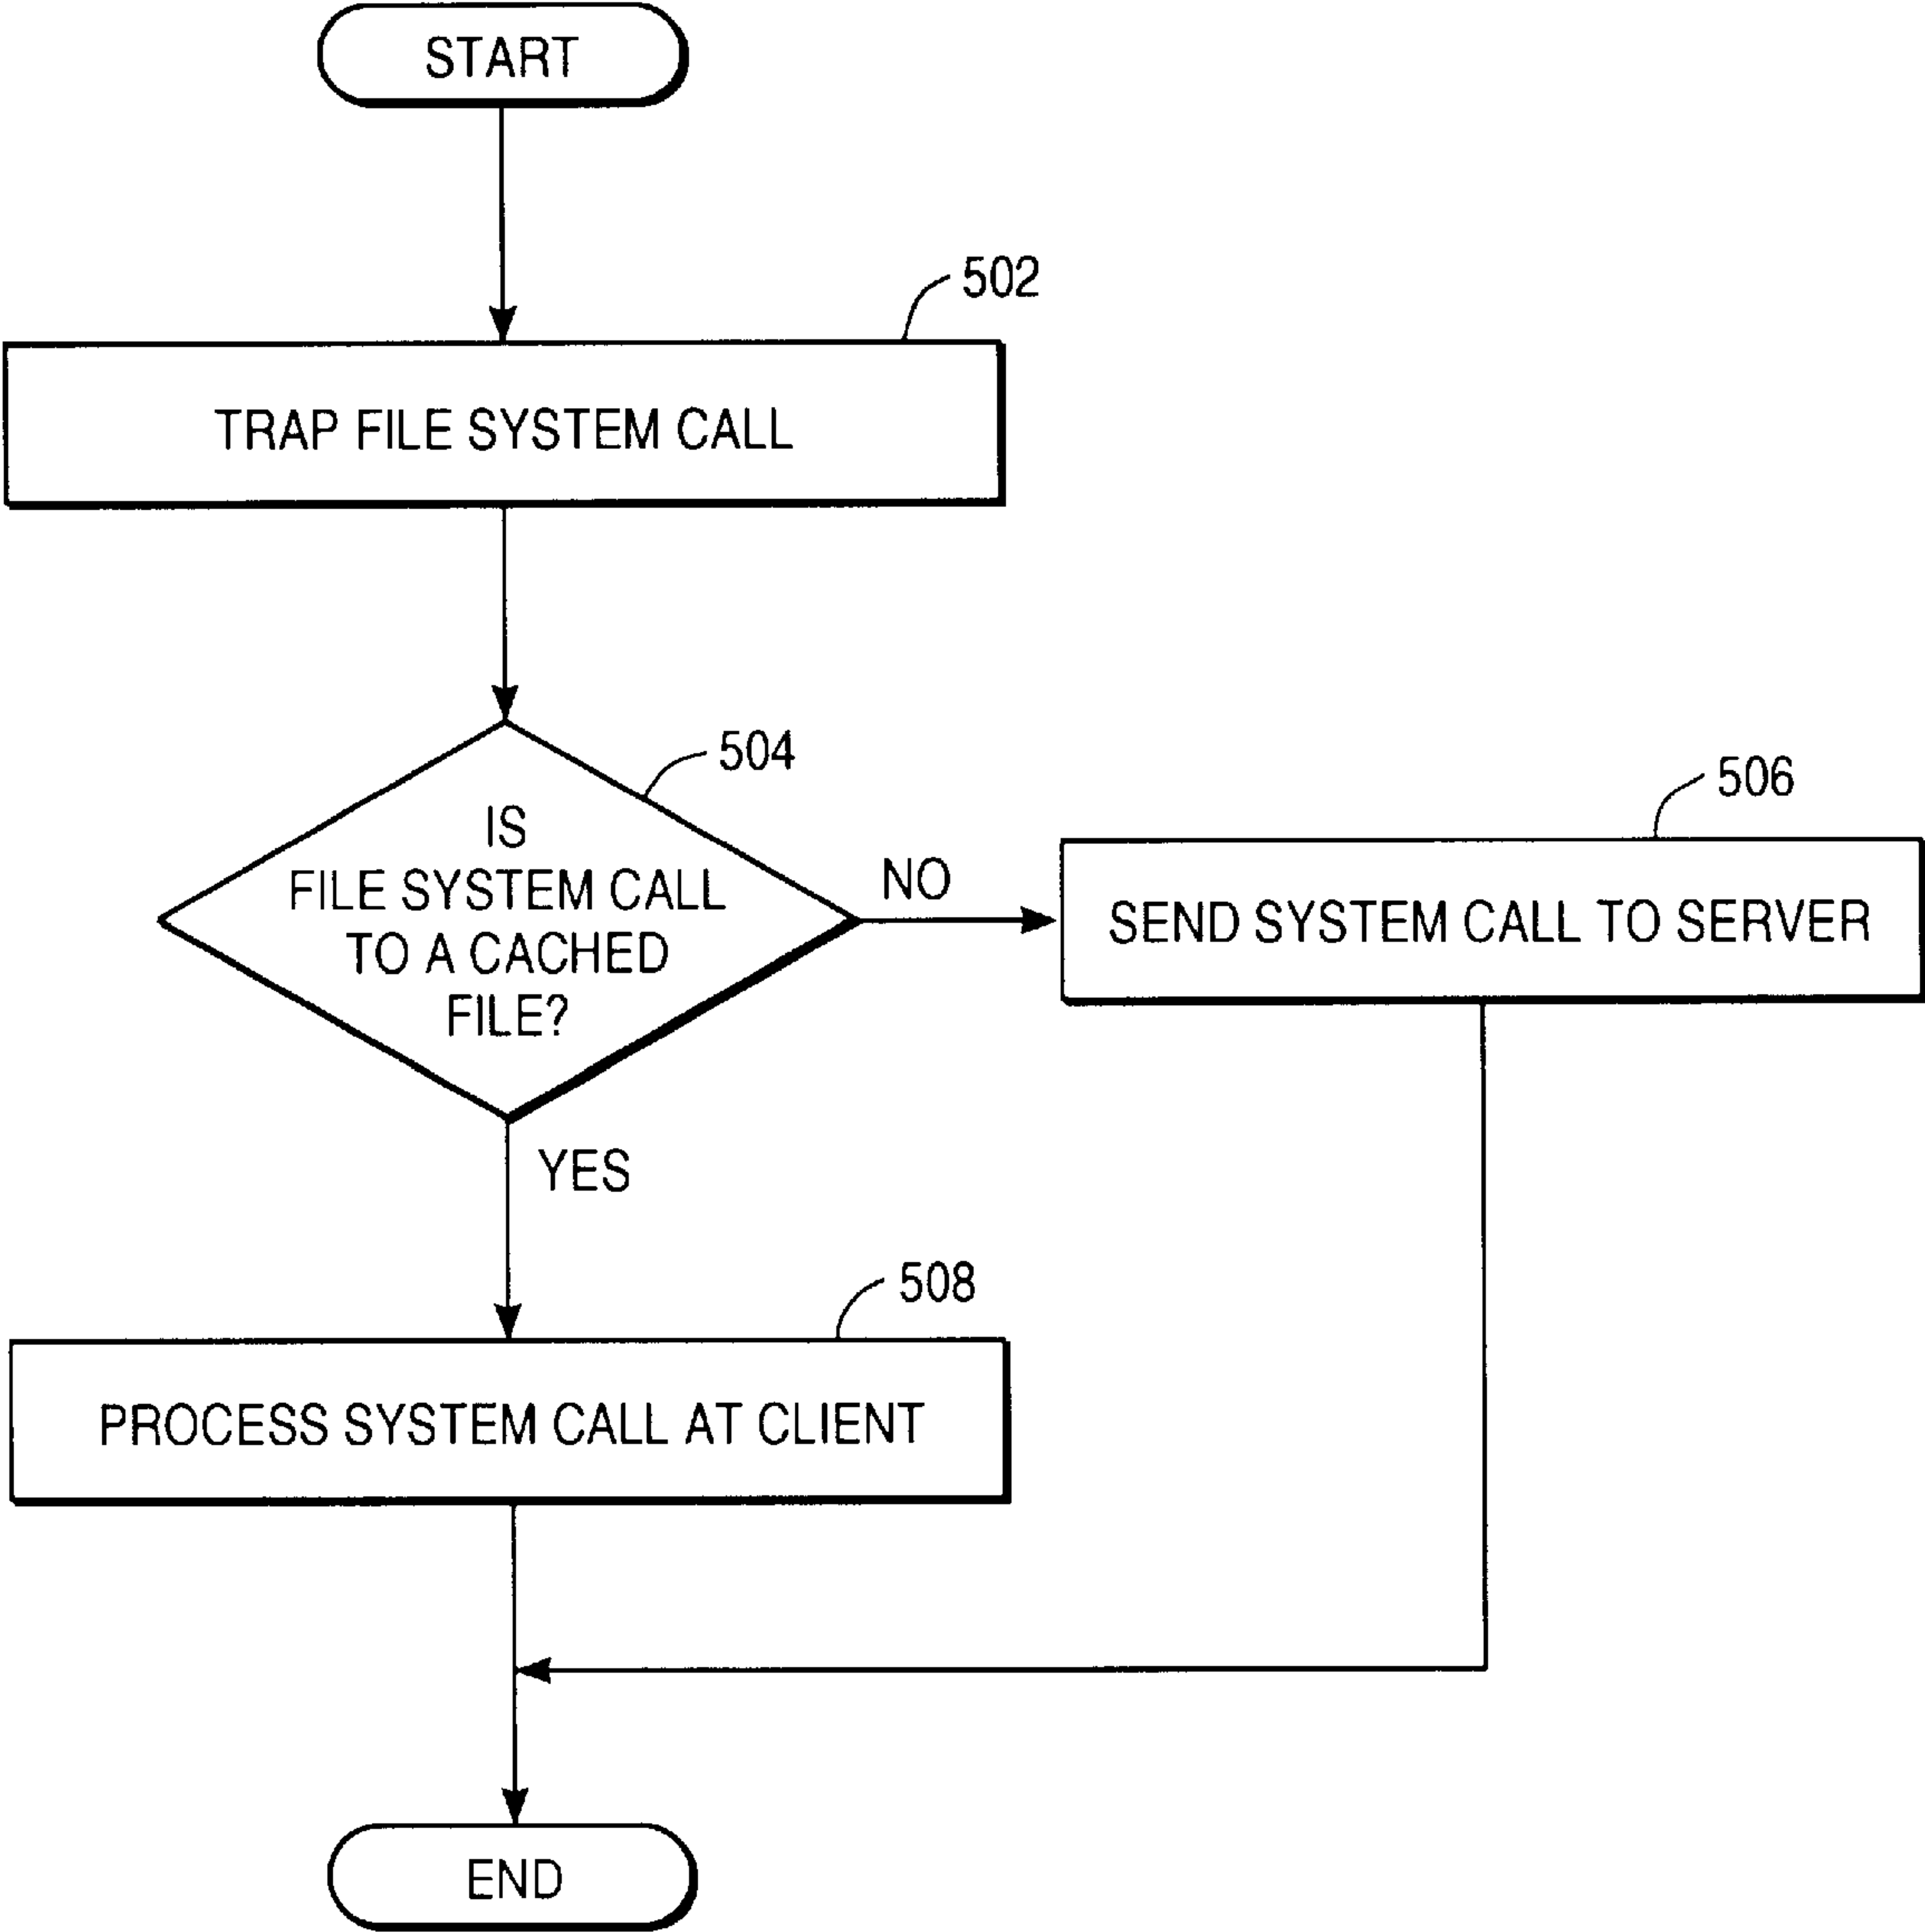 START
502
TRAP FILE SYSTEM CALL
504
IS
FILE SYSTEM CALL
TO A CACHED
FILE?
NO
506
SEND SYSTEM CALL TO SERVER
YES
508
PROCESS SYSTEM CALL AT CLIENT
END